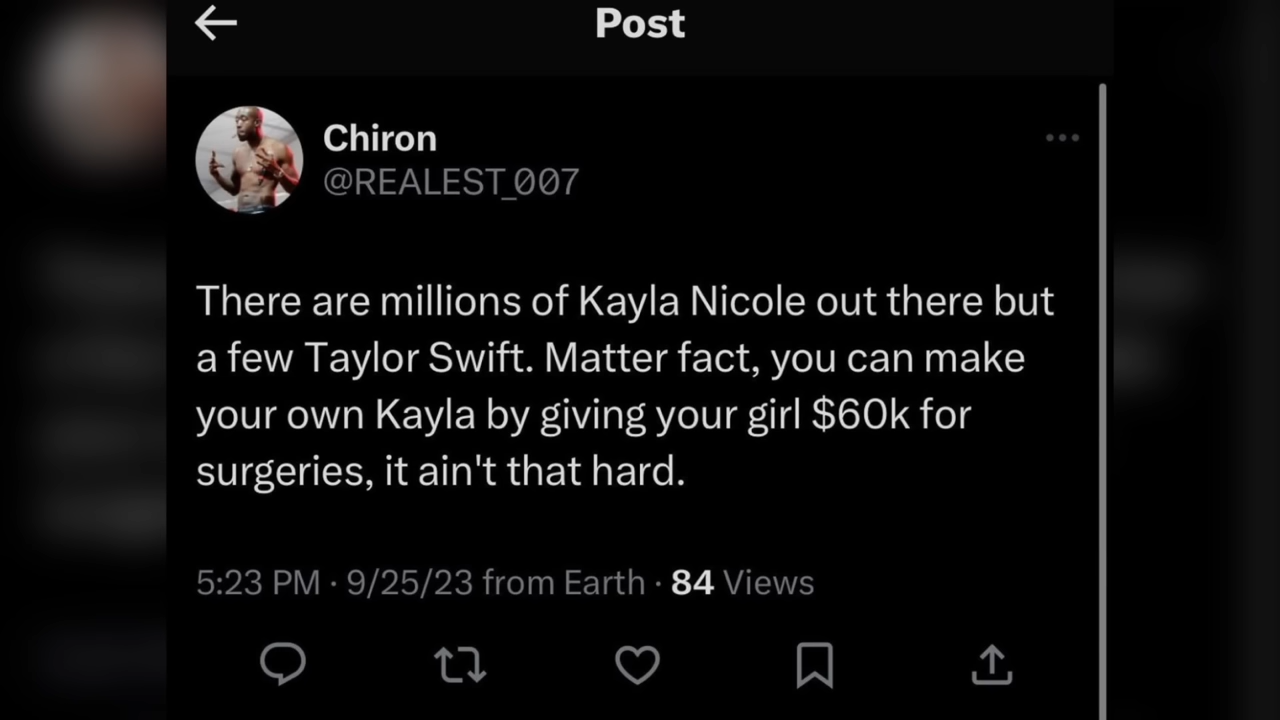 Post
Chiron
@REALEST_007
There are millions of Kayla Nicole out there but
a few Taylor Swift. Matter fact, you can make
your own Kayla by giving your girl $60k for
surgeries, it ain't that hard.
5:23 PM · 9/25/23 from Earth · 84 Views